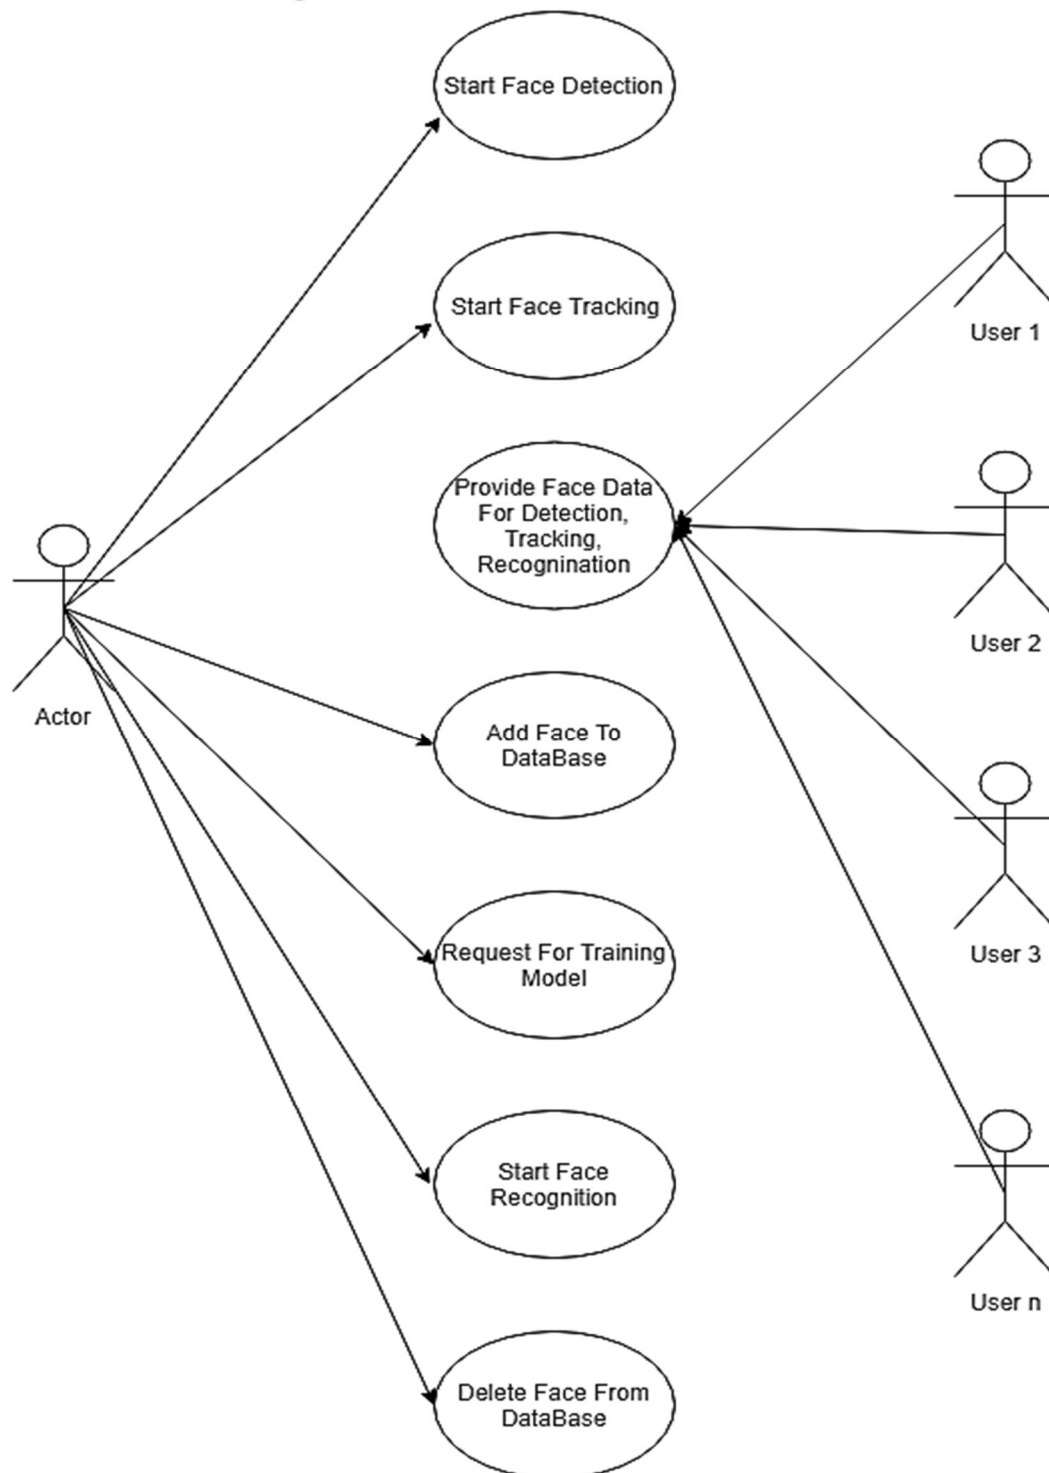 Start Face Detection
User 1
Start Face Tracking
Provide Face Data
For Detection,
Tracking,
Recognination
User 2
Actor
Add Face To
DataBase
User 3
Request For Training
Model
Start Face
Recognition
User n
Delete Face From
DataBase